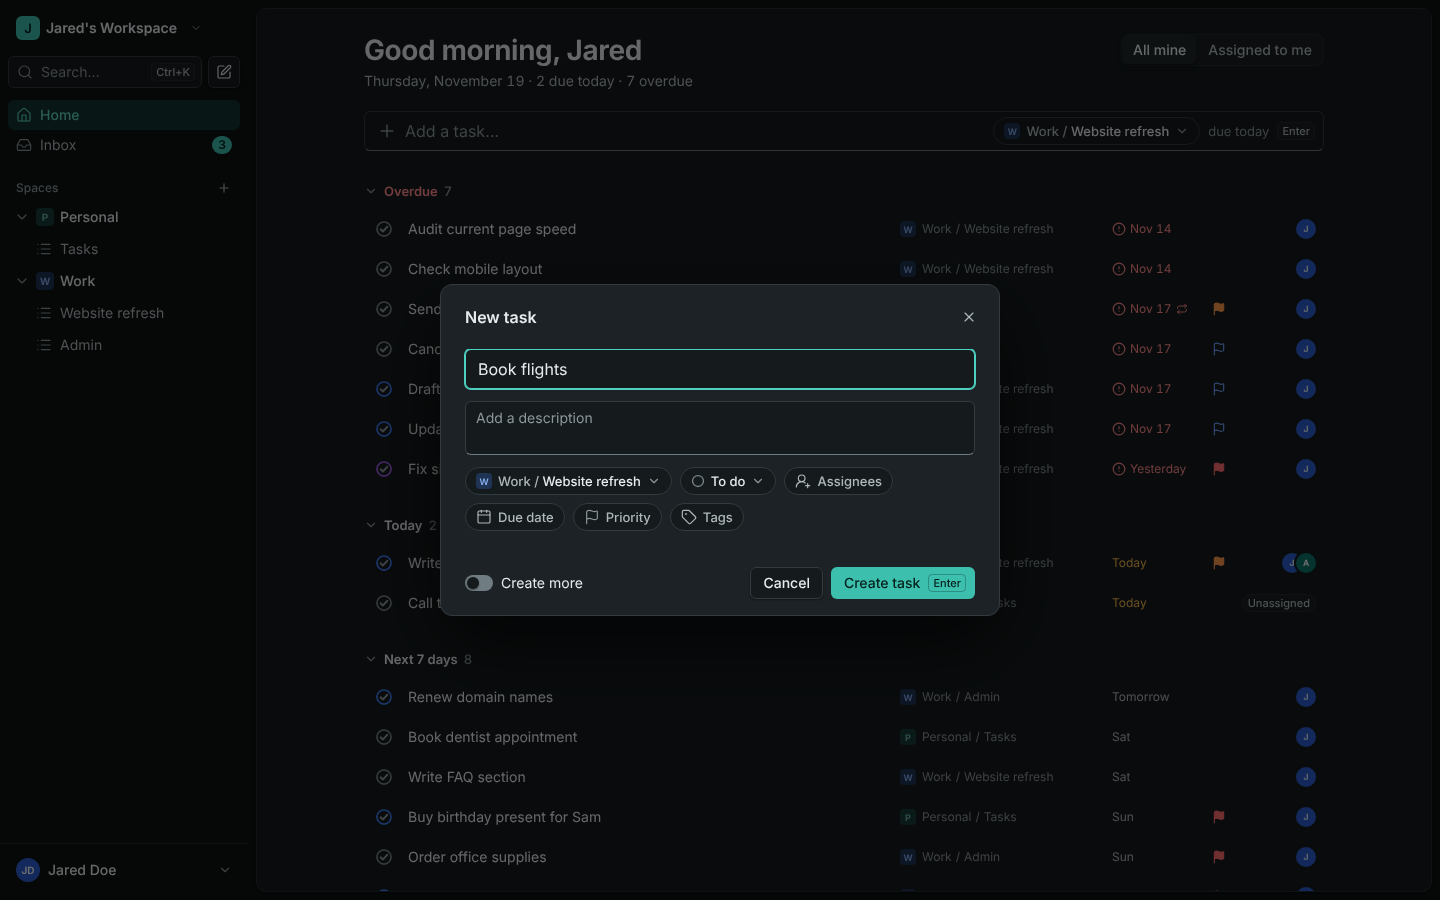 J Jared's Workspace
Search... Ctrl+K
Home
Inbox 3
Spaces
P Personal
Tasks
W Work
Website refresh
Admin
JD Jared Doe
Good morning, Jared
All mine Assigned to me
Thursday, November 19 · 2 due today · 7 overdue
Add a task... W Work / Website refresh due today Enter
Overdue 7
Audit current page speed W Work / Website refresh Nov 14 J
Check mobile layout W Work / Website refresh Nov 14 J
Send Nov 17 J
Canc Nov 17 J
Draft te refresh Nov 17 J
Upda te refresh Nov 17 J
Fix s te refresh Yesterday J
Today 2
Write te refresh Today J A
Call t ks Today Unassigned
Next 7 days 8
Renew domain names W Work / Admin Tomorrow J
Book dentist appointment P Personal / Tasks Sat J
Write FAQ section W Work / Website refresh Sat J
Buy birthday present for Sam P Personal / Tasks Sun J
Order office supplies W Work / Admin Sun J
New task
Book flights
Add a description
W Work / Website refresh To do Assignees
Due date Priority Tags
Create more Cancel Create task Enter